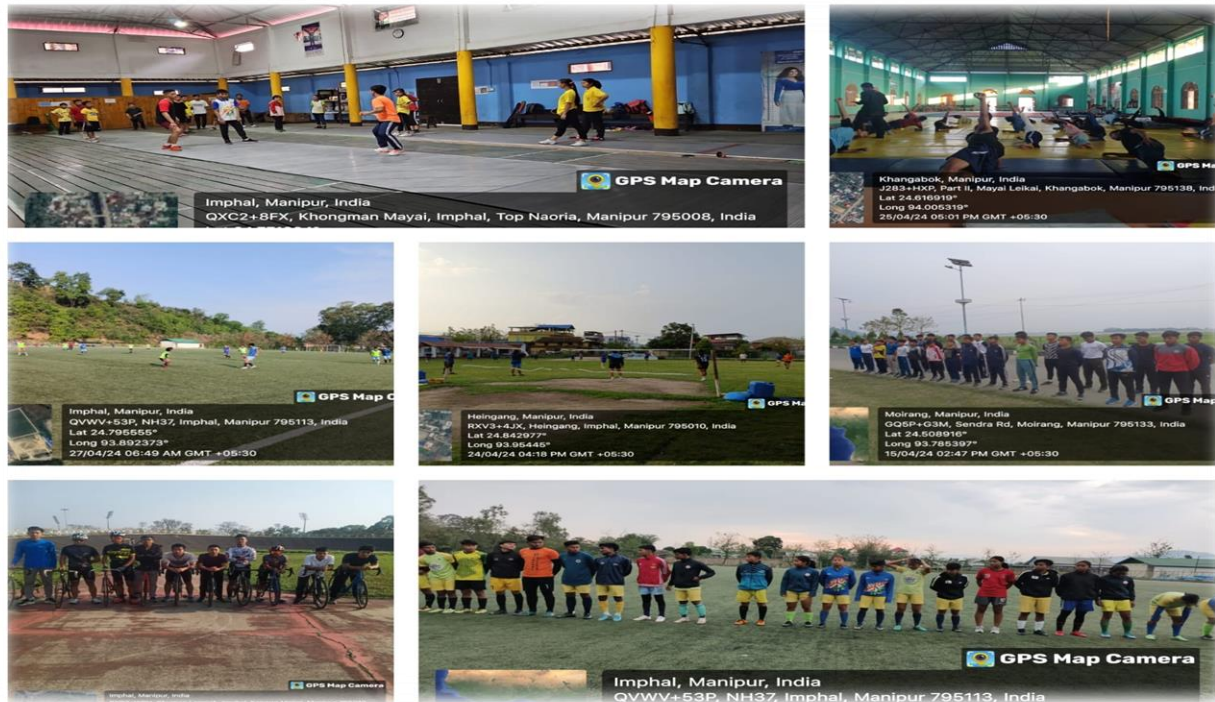 GPS Map Camera
Imphal, Manipur, India
QXC2+8FX, Khongman Mayai, Imphal, Top Naoria, Manipur 795008, India
GPS Ma
Khangabok, Manipur, India
J283+HXP, Part II, Mayai Leikai, Khangabok, Manipur 795138, Ind
Lat 24.616919°
Long 94.005319°
25/04/24 05:01 PM GMT +05:30
GPS Map C
Imphal, Manipur, India
QVWV+53P, NH37, Imphal, Manipur 795113, India
Lat 24.795555°
Long 93.892373°
27/04/24 06:49 AM GMT +05:30
GPS Ma
Heingang, Manipur, India
RXV3+4JX, Heingang, Imphal, Manipur 795010, India
Lat 24.842977°
Long 93.95445°
24/04/24 04:18 PM GMT +05:30
GPS Ma
Moirang, Manipur, India
GQ5P+G3M, Sendra Rd, Moirang, Manipur 795133, India
Lat 24.508916°
Long 93.785397°
15/04/24 02:47 PM GMT +05:30
GPS Map Camera
Imphal, Manipur, India
GPS Map Camera
Imphal, Manipur, India
QVWV+53P, NH37, Imphal, Manipur 795113, India